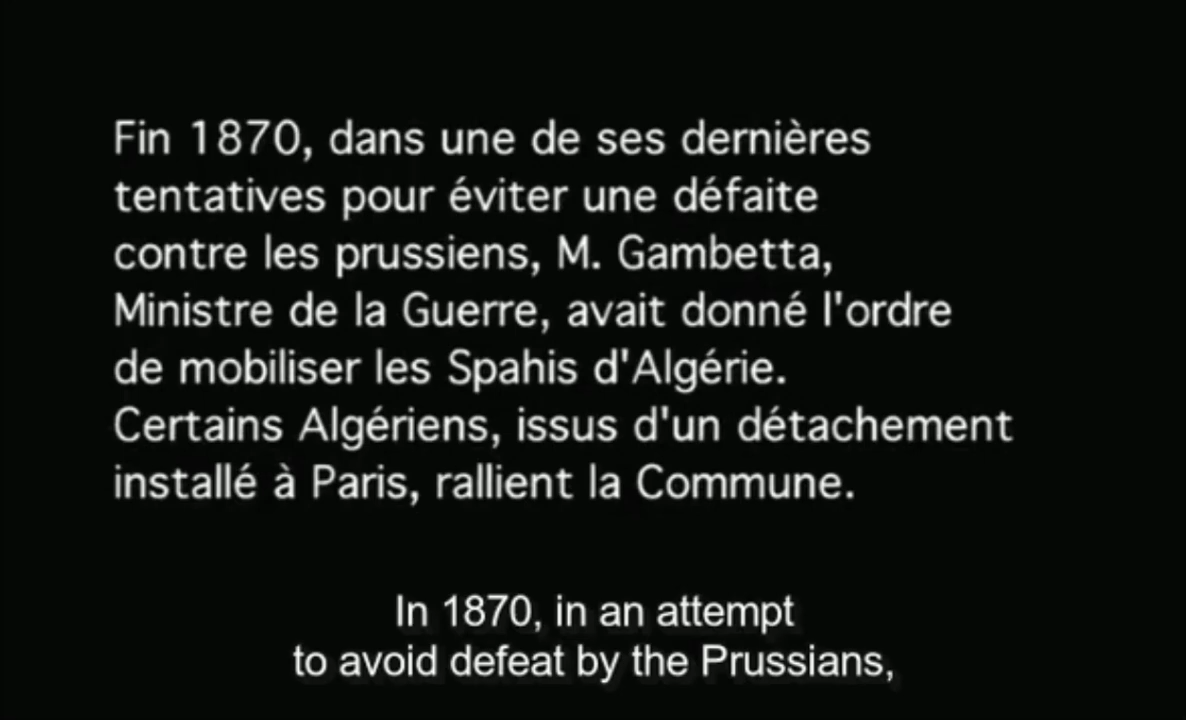 Fin 1870, dans une de ses dernières
tentatives pour éviter une défaite
contre les prussiens, M. Gambetta,
Ministre de la Guerre, avait donné l'ordre
de mobiliser les Spahis d'Algérie.
Certains Algériens, issus d'un détachement
installé à Paris, rallient la Commune.
In 1870, in an attempt
to avoid defeat by the Prussians,